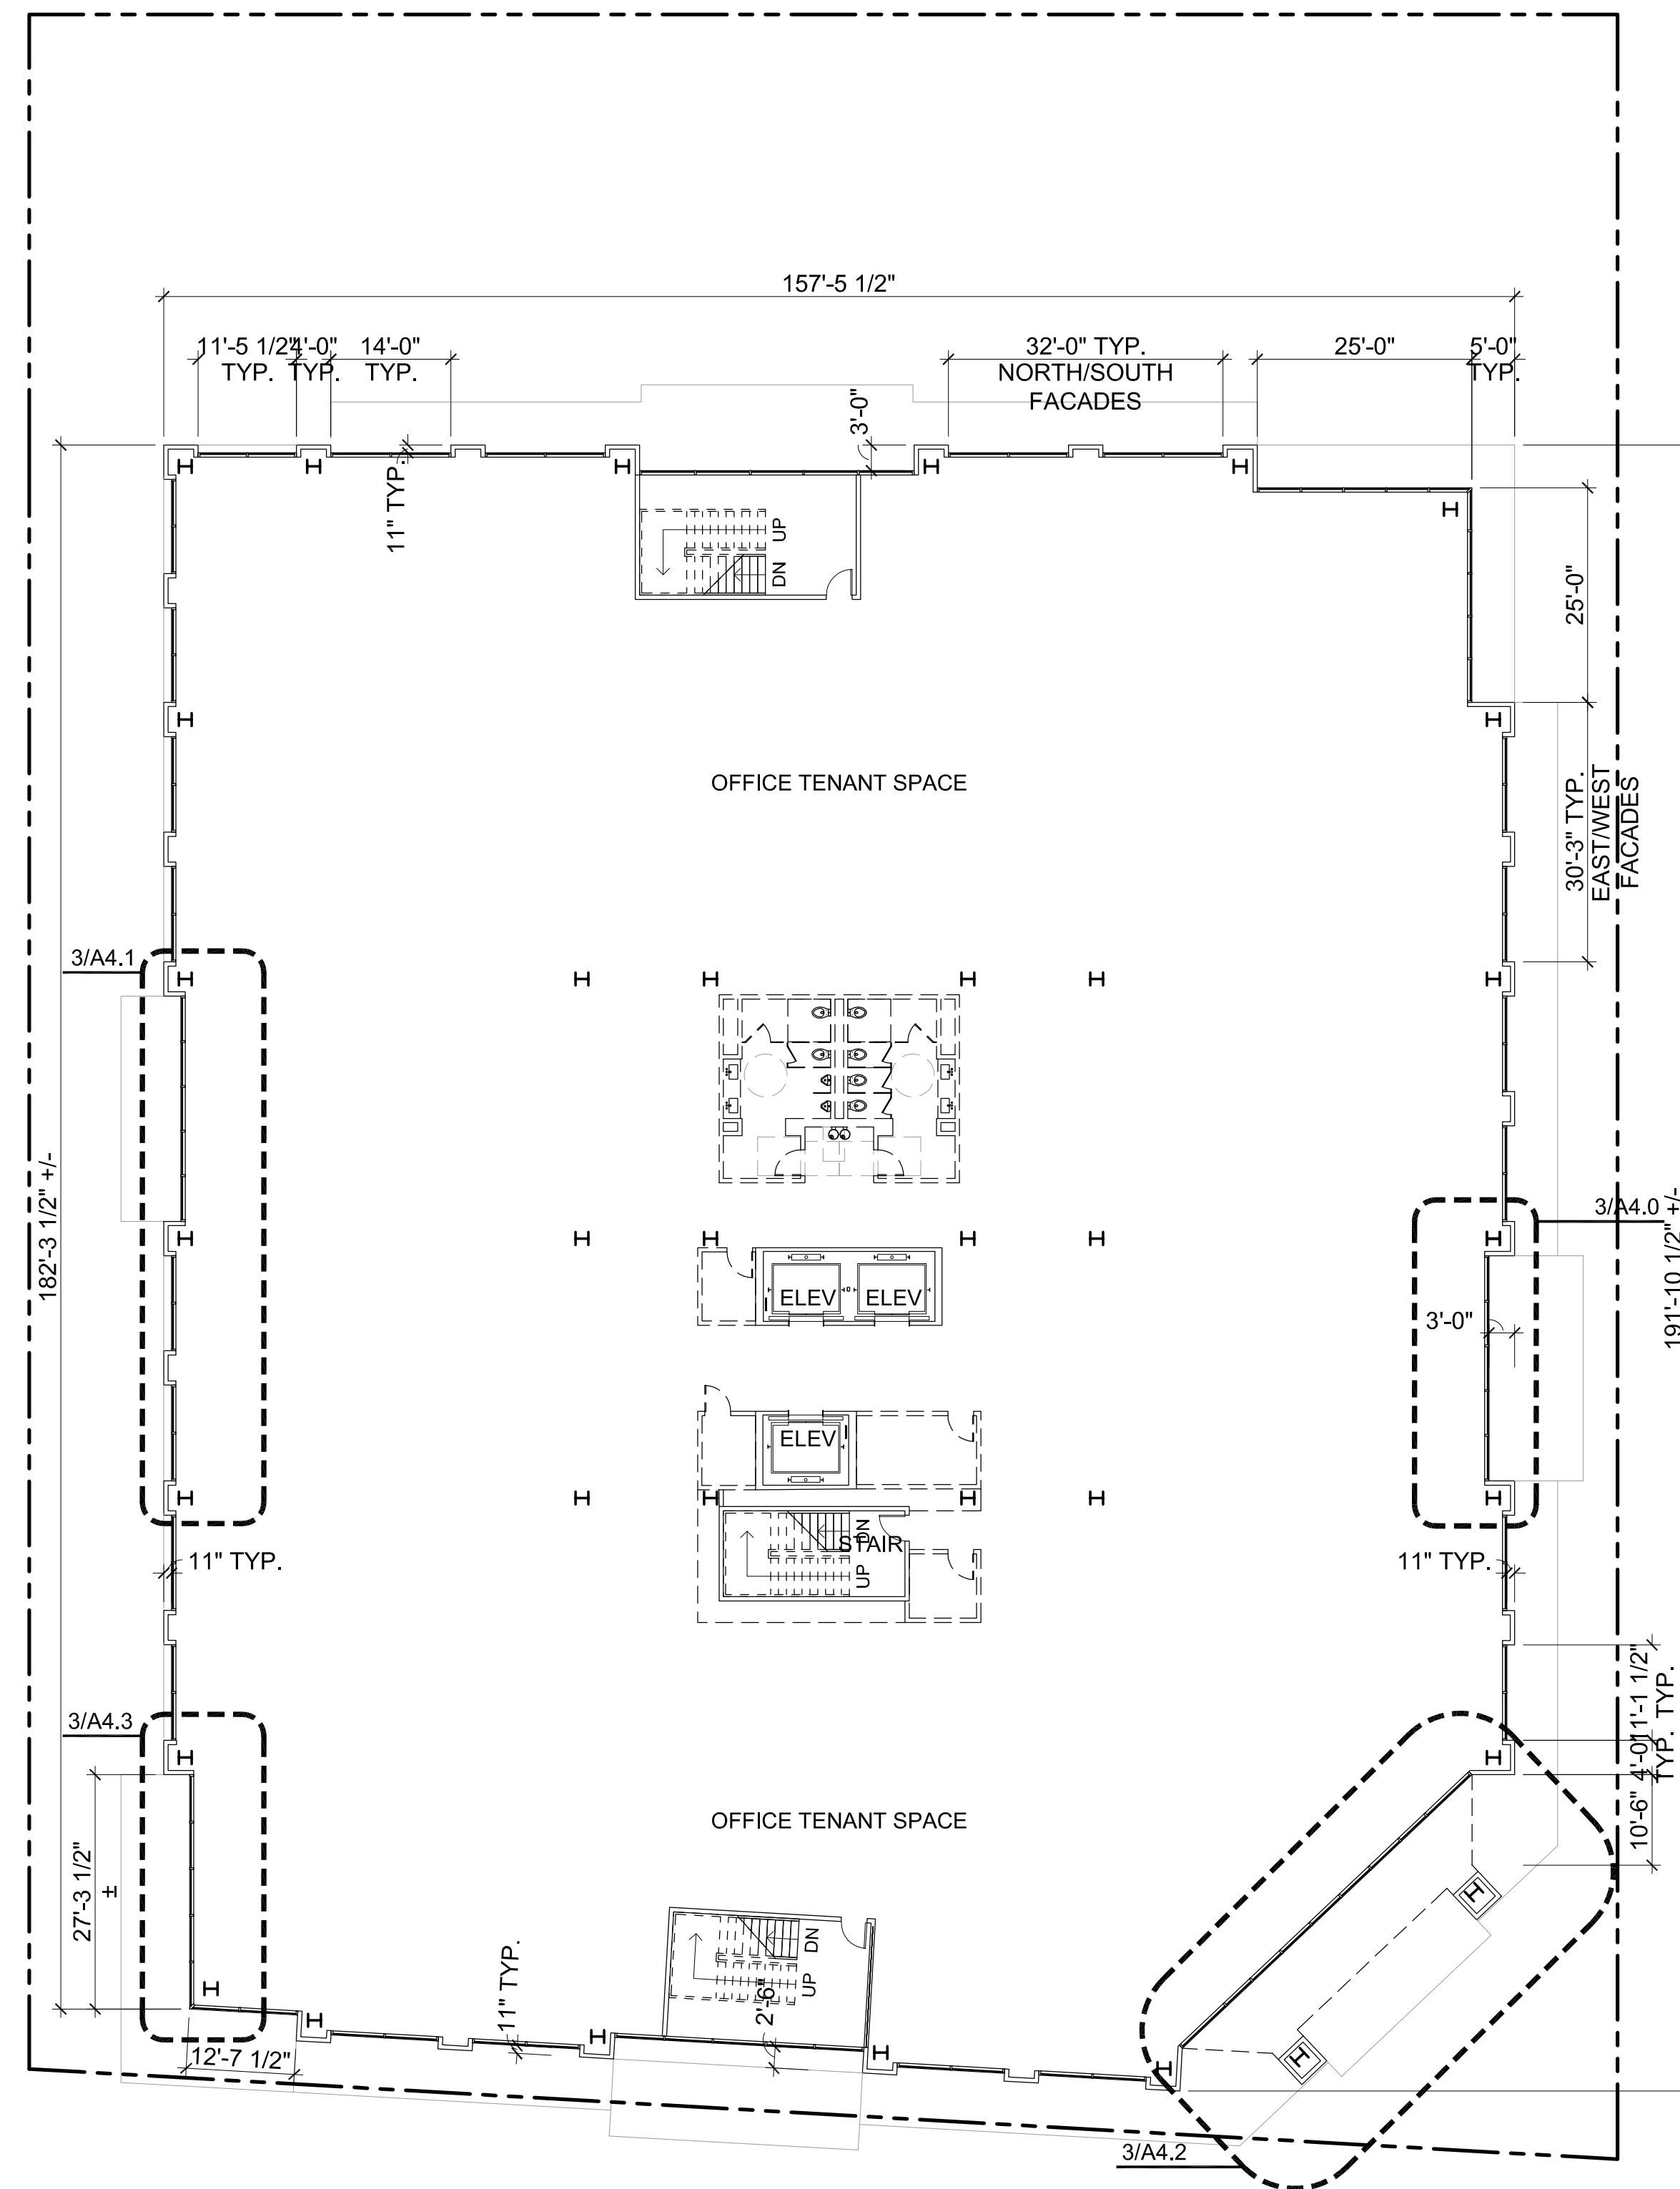 157'-5 1/2"
11'-5 1/2"
TYP.
4'-0"
TYP.
14'-0"
TYP.
32'-0" TYP.
NORTH/SOUTH
FACADES
25'-0"
5'-0"
TYP.
3'-0"
11" TYP.
UP
DN
25'-0"
OFFICE TENANT SPACE
30'-3" TYP.
EAST/WEST
FACADES
3/A4.1
182'-3 1/2" +/-
3/A4.0
191'-10 1/2" +/-
ELEV
ELEV
3'-0"
ELEV
DN
STAIR
UP
11" TYP.
11" TYP.
11'-1 1/2"
TYP.
4'-0"
TYP.
10'-6"
3/A4.3
OFFICE TENANT SPACE
27'-3 1/2"
±
DN
UP
11" TYP.
2'-6"
12'-7 1/2"
3/A4.2